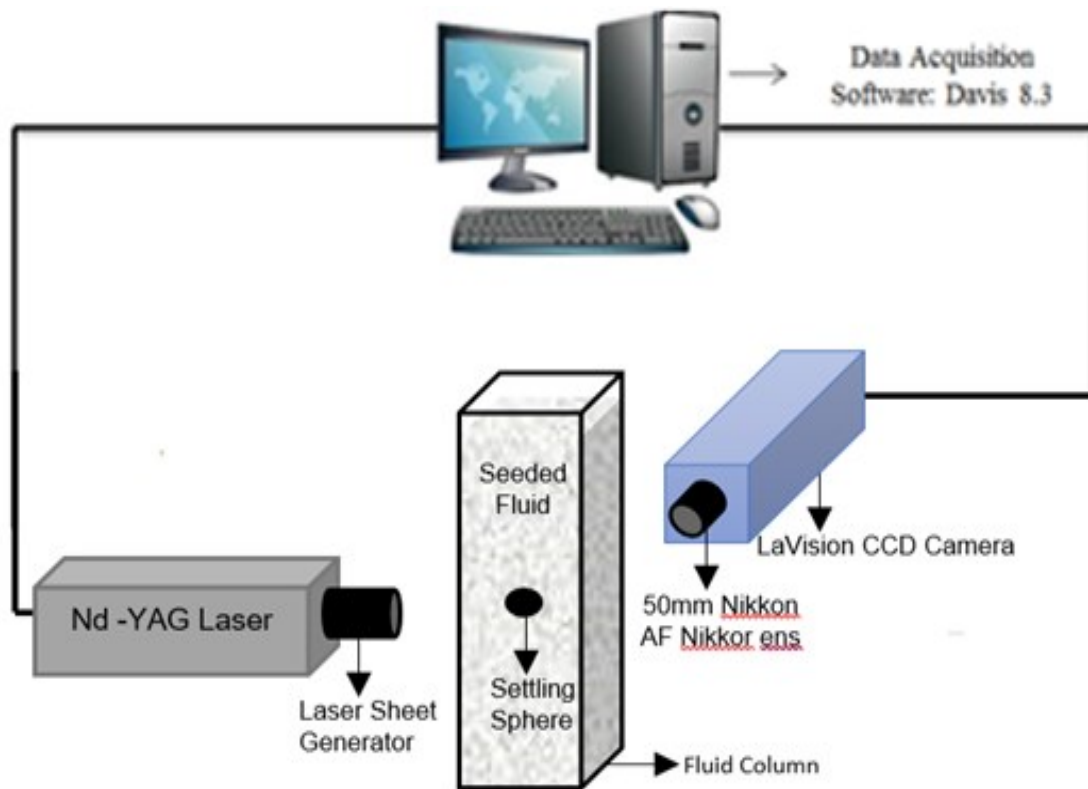 Data Acquisition
Software: Davis 8.3
Seeded
Fluid
LaVision CCD Camera
Nd -YAG Laser
50mm Nikkon
AF Nikkor ens
Settling
Sphere
Laser Sheet
Generator
Fluid Column